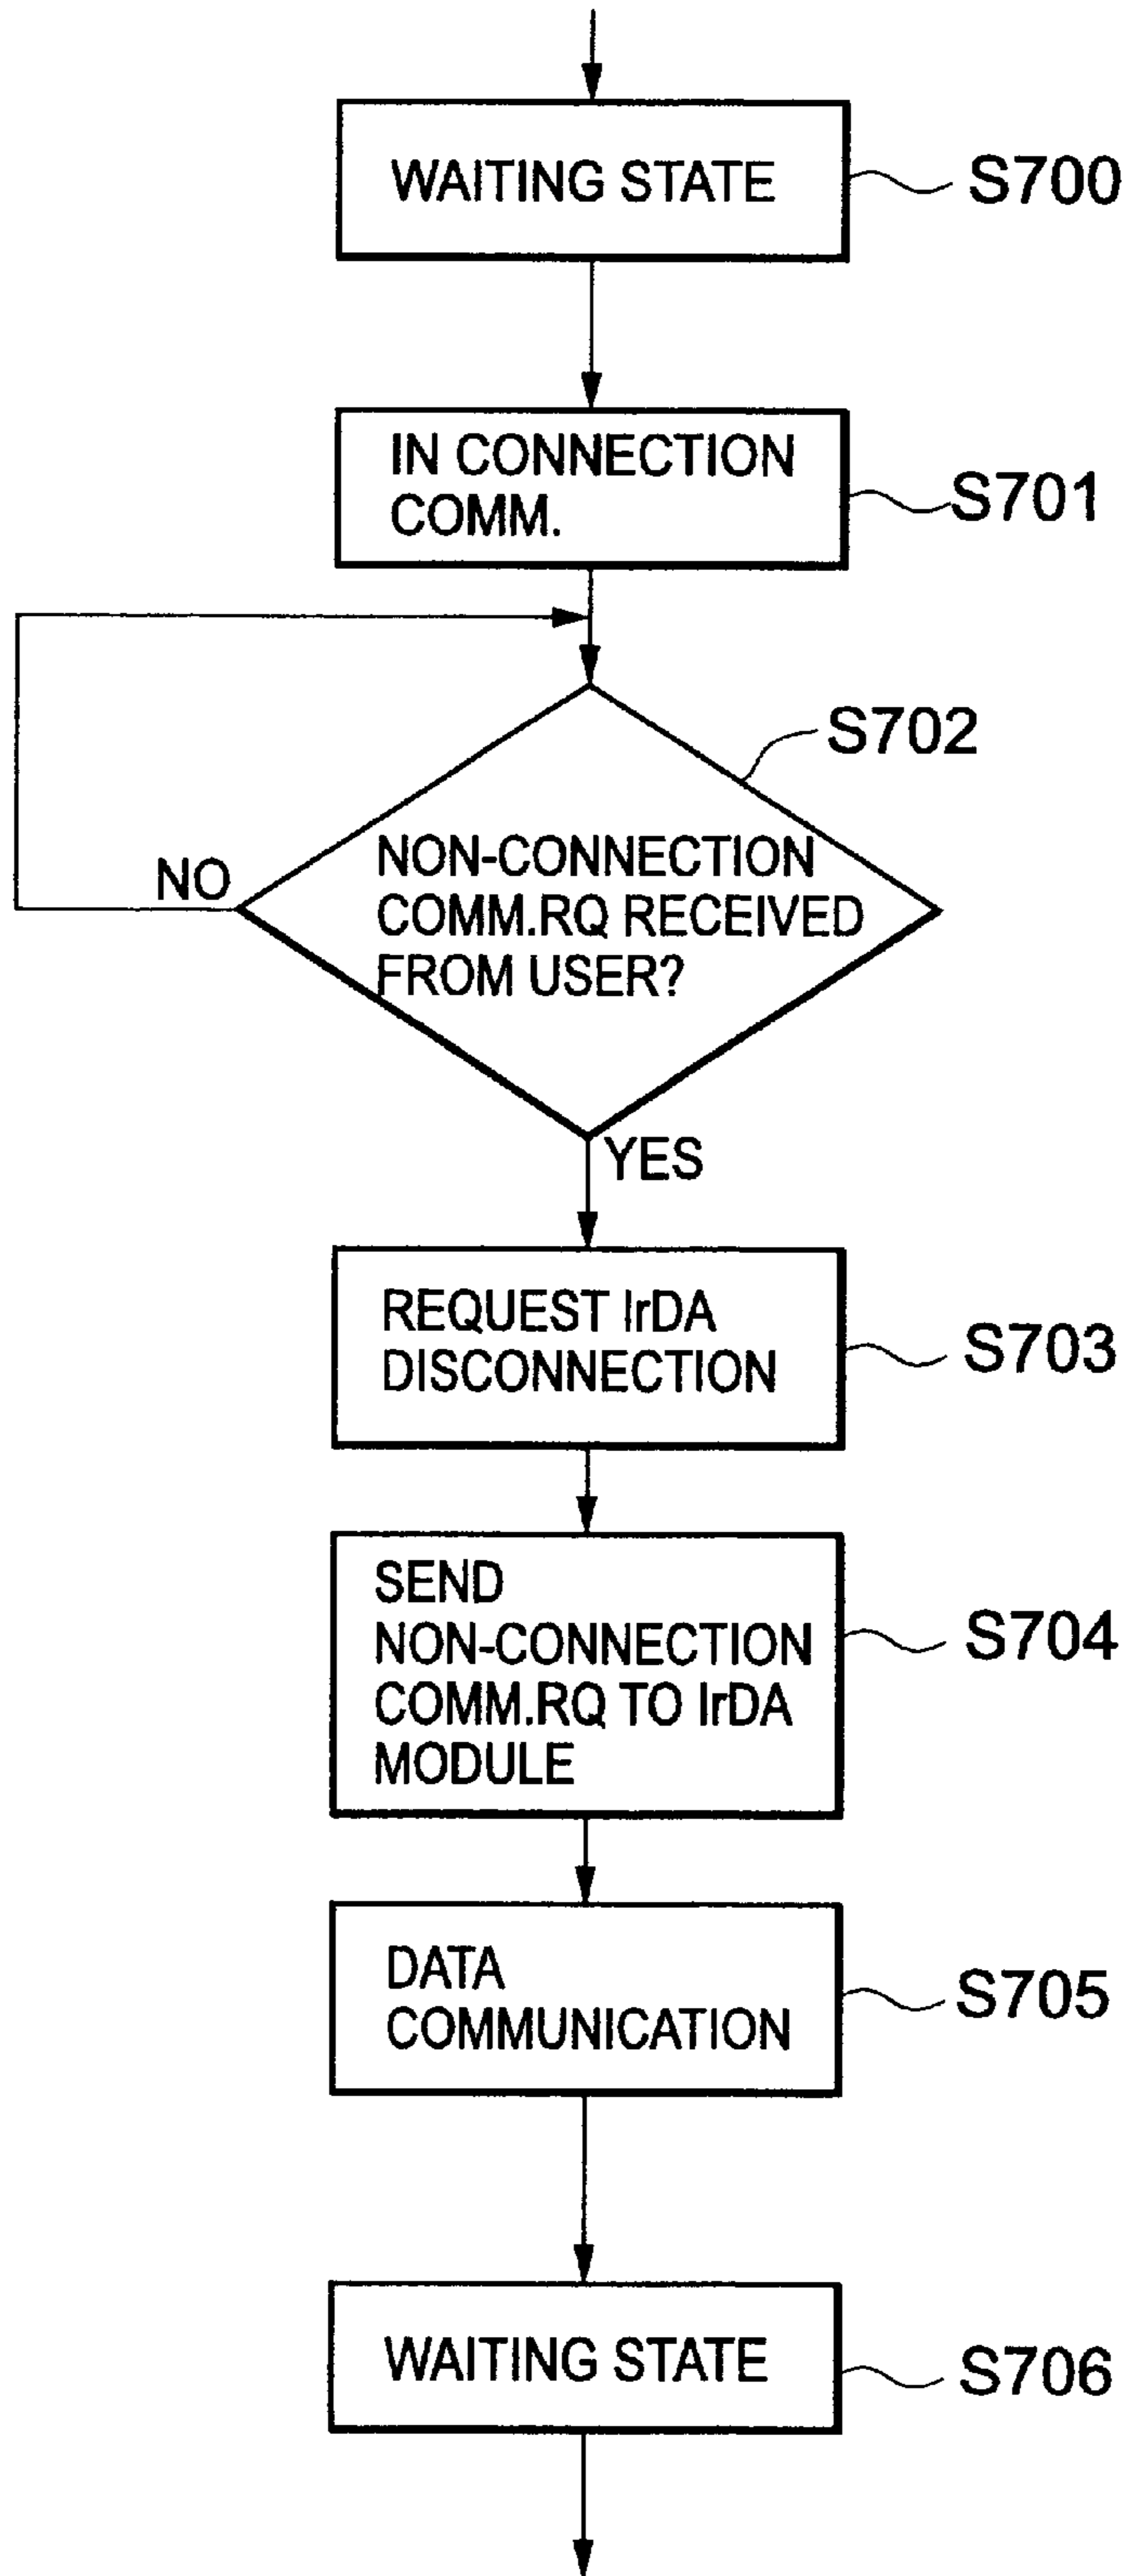 WAITING STATE
S700
IN CONNECTION
COMM.
S701
S702
NON-CONNECTION
COMM.RQ RECEIVED
FROM USER?
NO
YES
REQUEST IrDA
DISCONNECTION
S703
SEND
NON-CONNECTION
COMM.RQ TO IrDA
MODULE
S704
DATA
COMMUNICATION
S705
WAITING STATE
S706